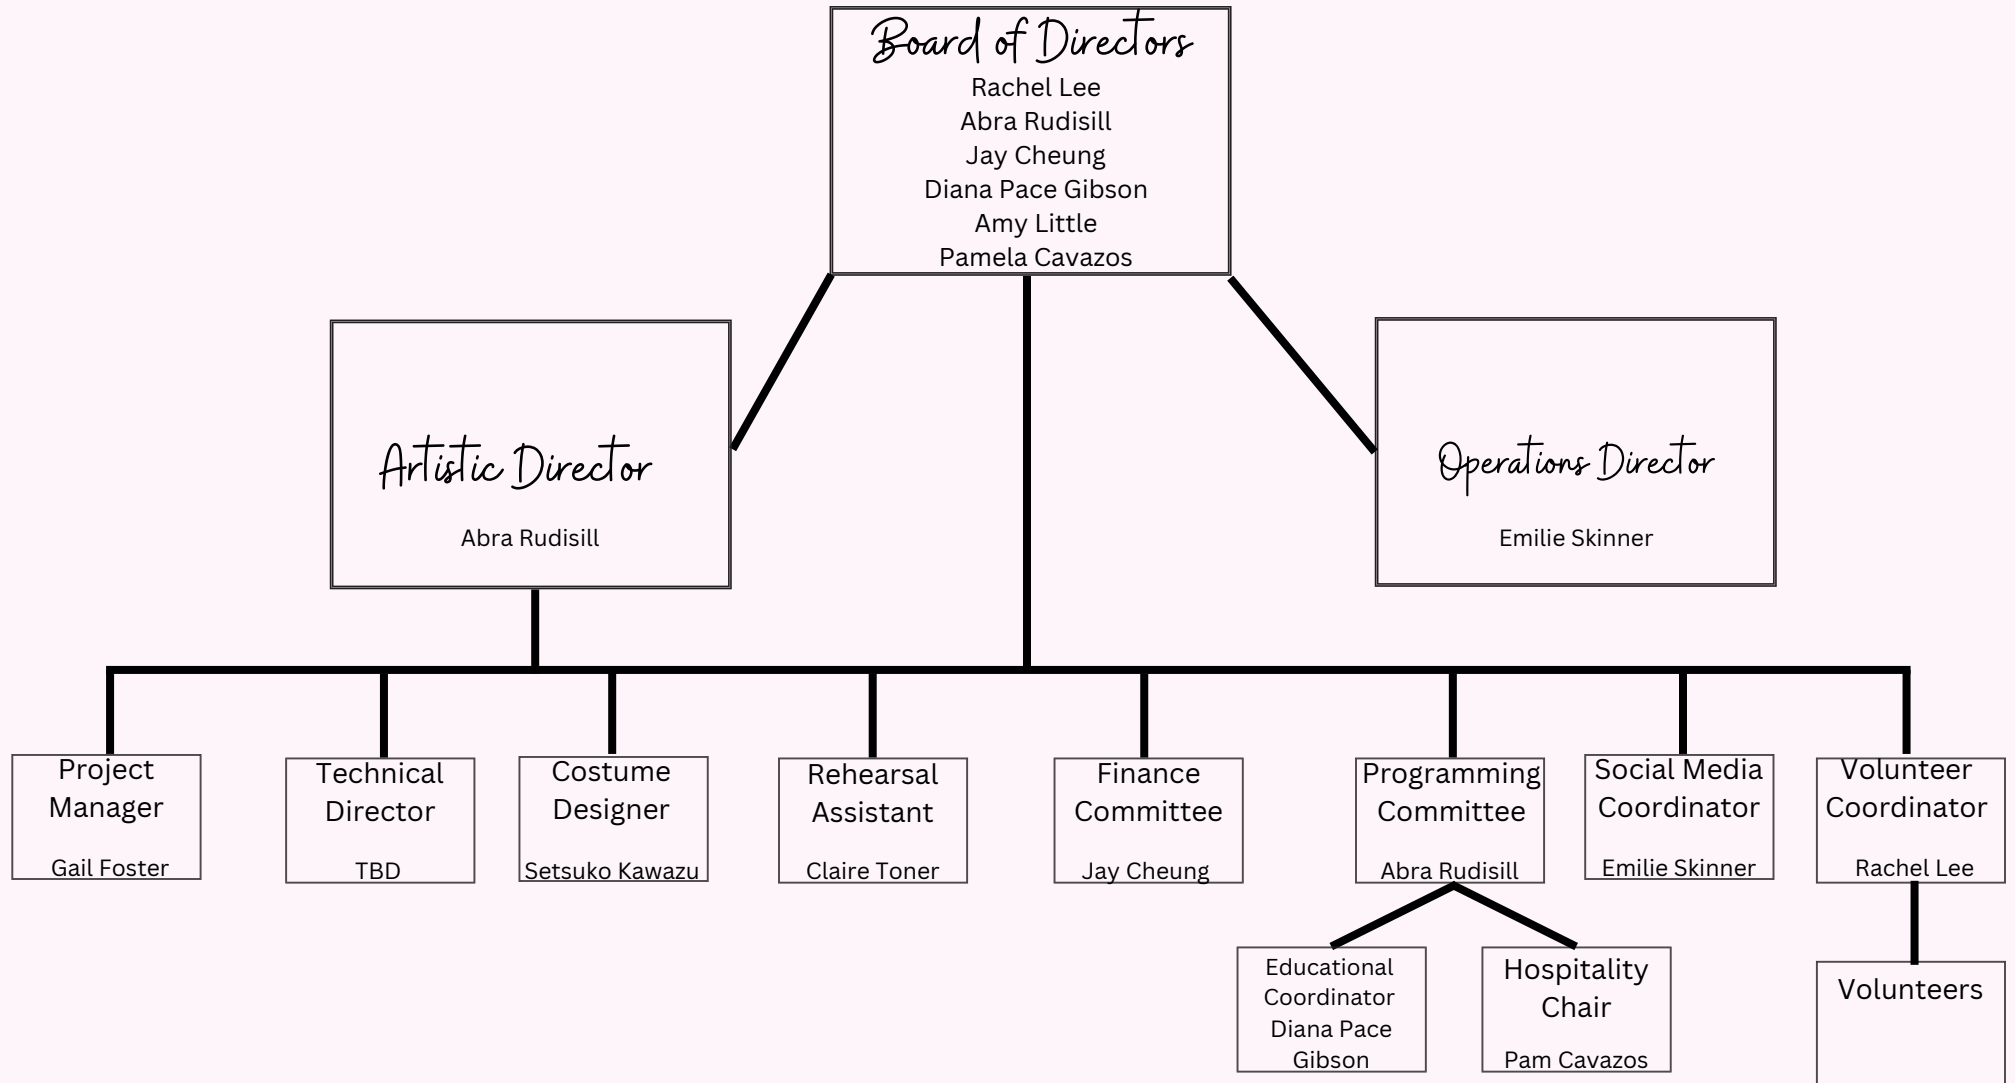 Board of Directors
Rachel Lee
Abra Rudisill
Jay Cheung
Diana Pace Gibson
Amy Little
Pamela Cavazos
Artistic Director
Abra Rudisill
Operations Director
Emilie Skinner
Project
Manager
Gail Foster
Technical
Director
TBD
Costume
Designer
Setsuko Kawazu
Rehearsal
Assistant
Claire Toner
Finance
Committee
Jay Cheung
Programming
Committee
Abra Rudisill
Social Media
Coordinator
Emilie Skinner
Volunteer
Coordinator
Rachel Lee
Educational
Coordinator
Diana Pace
Gibson
Hospitality
Chair
Pam Cavazos
Volunteers